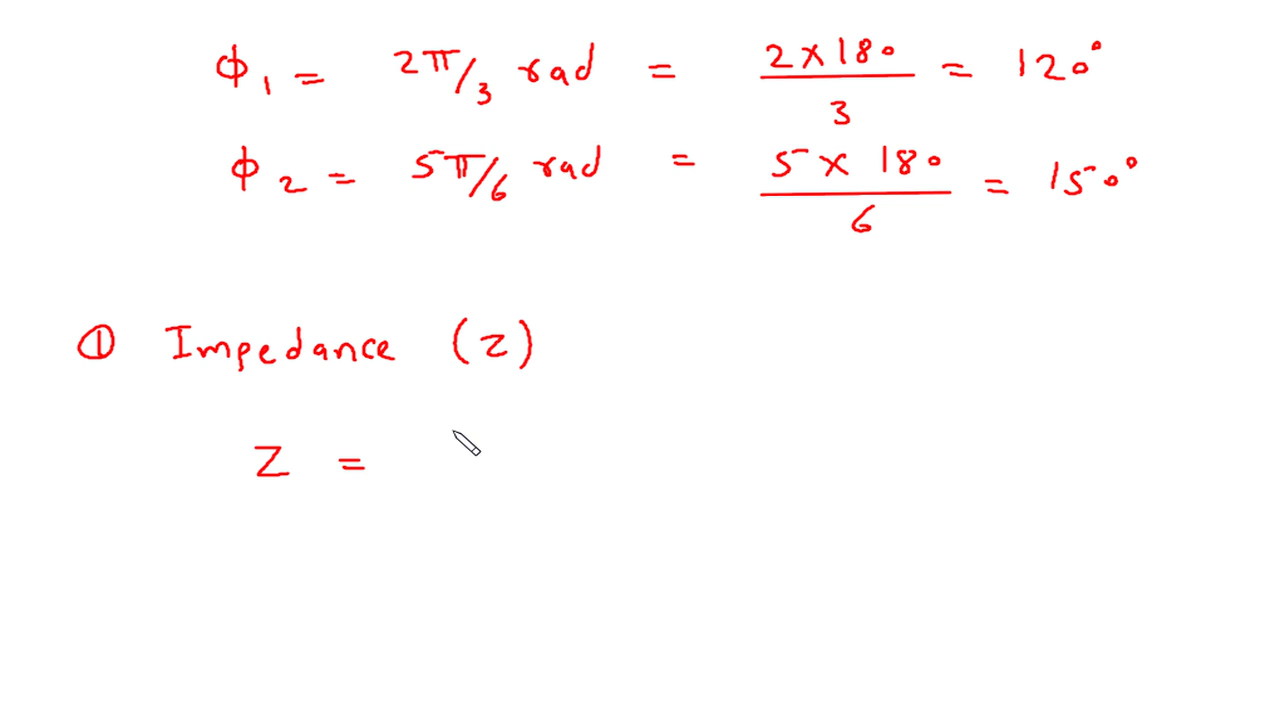 ϕ₁ = 2π/3 rad = 2×180/3 = 120°
ϕ₂ = 5π/6 rad = 5×180/6 = 150°
① Impedance (z)
Z =